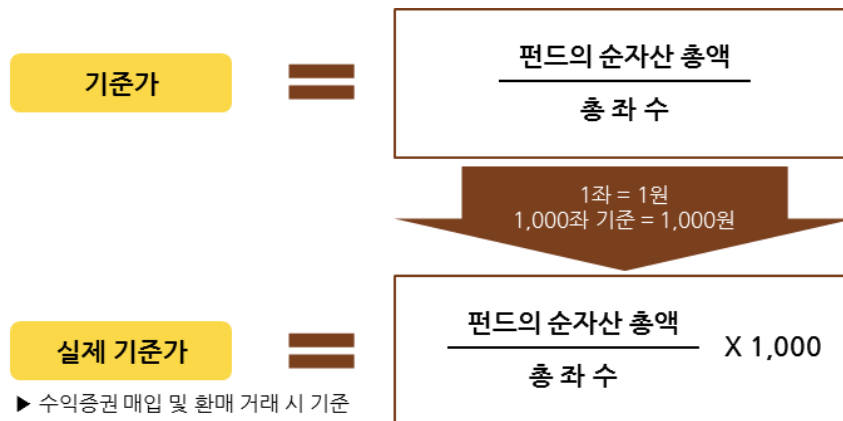 기준가
펀드의 순자산 총액
총 좌 수
1좌 = 1원
1,000좌 기준 = 1,000원
실제 기준가
펀드의 순자산 총액
총 좌 수
X 1,000
▶ 수익증권 매입 및 환매 거래 시 기준